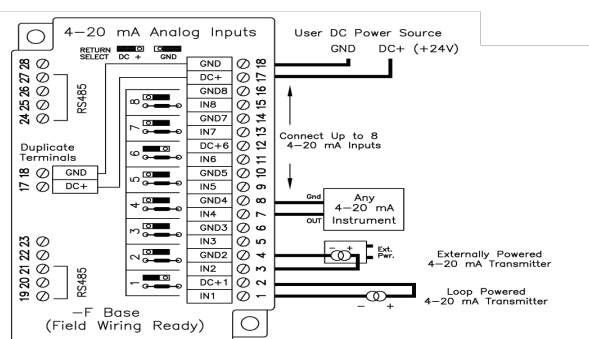 4-20 mA Analog Inputs
RETURN SELECT DC + GND
User DC Power Source
GND DC+ (+24V)
28
27
26
25
24
RS485
Duplicate Terminals
18 GND
17 DC+
23
22
21
20
19
RS485
8
7
6
5
4
3
2
1
GND 18
DC+ 17
GND8 16
IN8 15
GND7 14
IN7 13
DC+6 12
IN6 11
GND5 10
IN5 9
GND4 8
IN4 7
GND3 6
IN3 5
GND2 4
IN2 3
DC+1 2
IN1 1
Connect Up to 8
4-20 mA Inputs
Gnd
OUT
Any
4-20 mA
Instrument
- +
Ext.
Pwr.
Externally Powered
4-20 mA Transmitter
Loop Powered
4-20 mA Transmitter
- +
-F Base
(Field Wiring Ready)